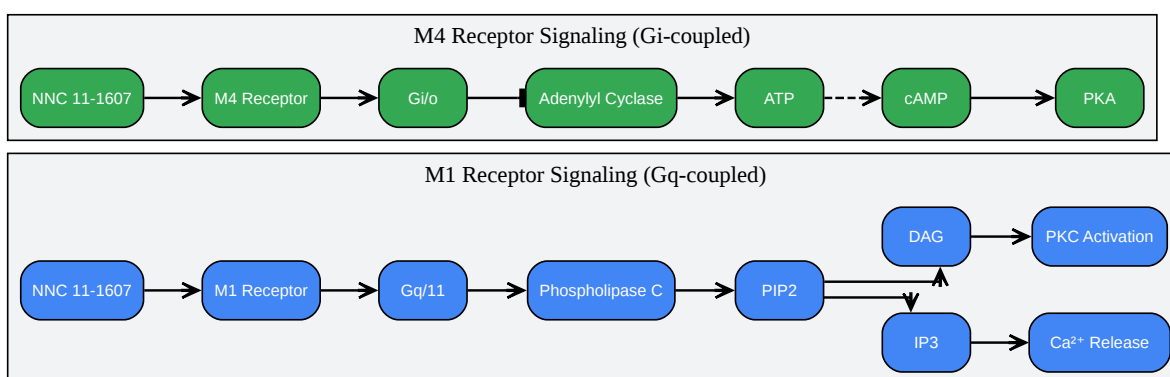 M4 Receptor Signaling (Gi-coupled)
NNC 11-1607
M4 Receptor
Gi/o
Adenylyl Cyclase
ATP
cAMP
PKA
M1 Receptor Signaling (Gq-coupled)
NNC 11-1607
M1 Receptor
Gq/11
Phospholipase C
PIP2
DAG
PKC Activation
IP3
Ca²⁺ Release